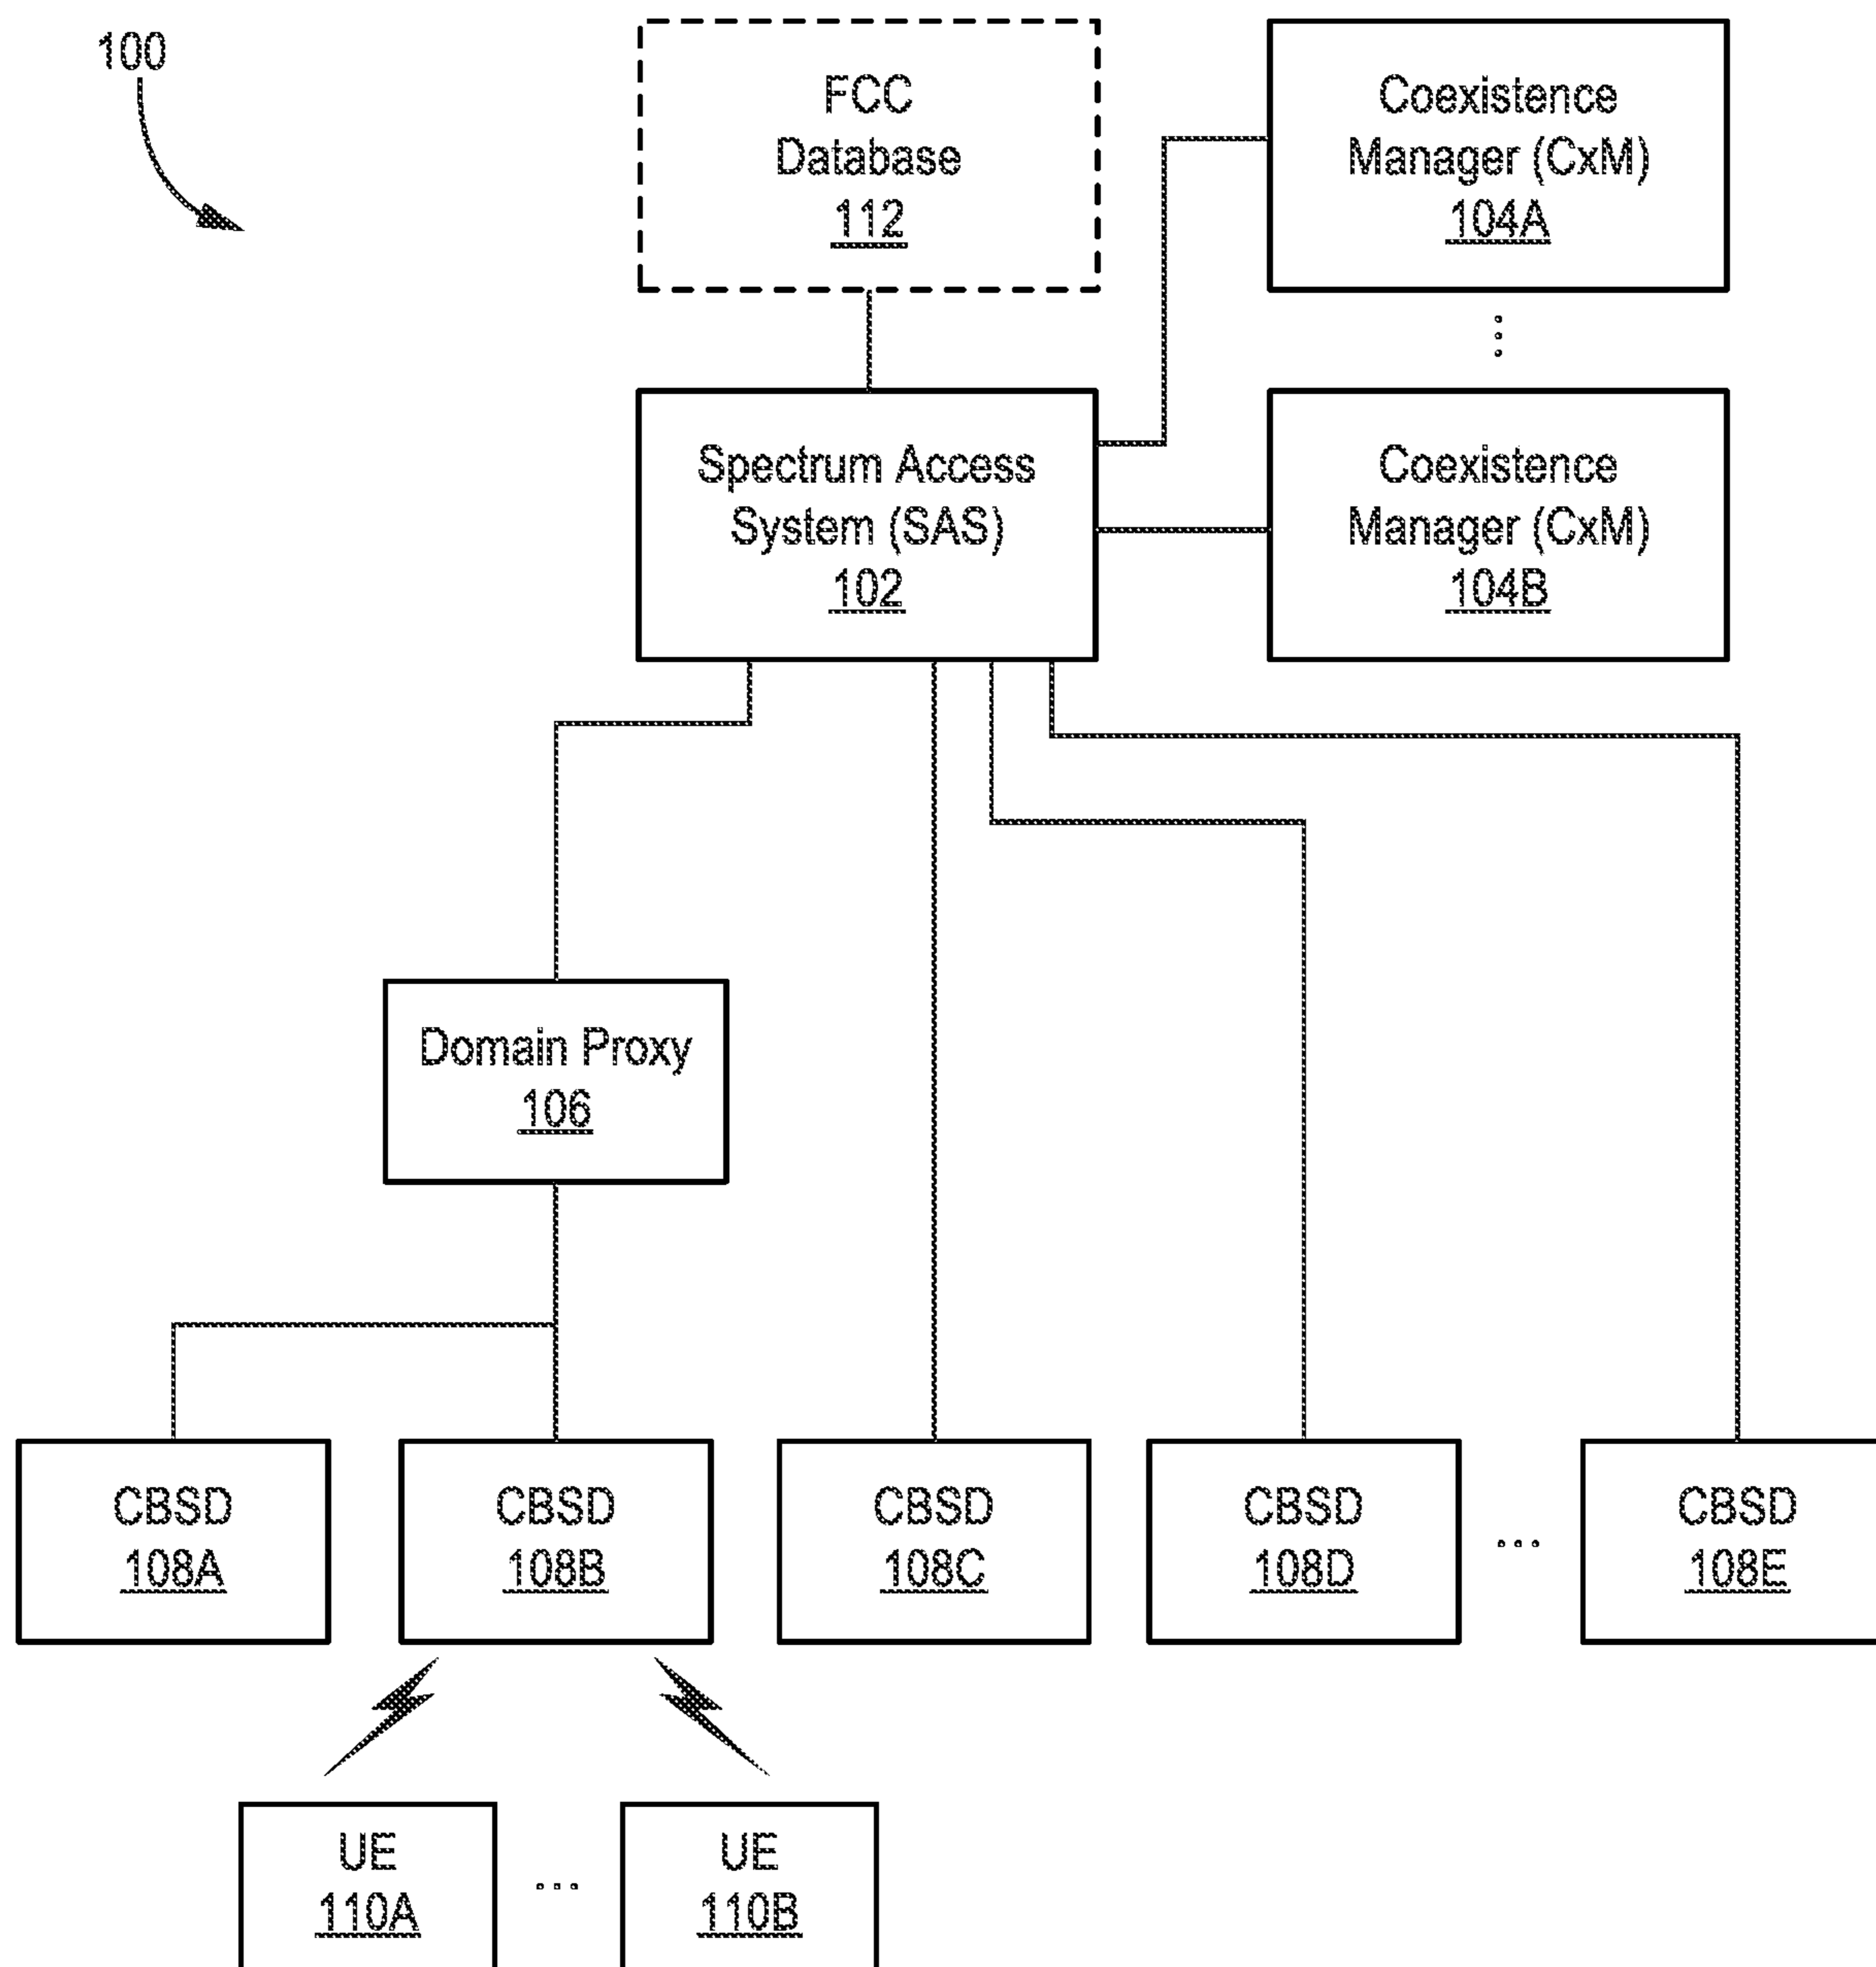 100
FCC
Database
112
Coexistence
Manager (CxM)
104A
Spectrum Access
System (SAS)
102
Coexistence
Manager (CxM)
104B
Domain Proxy
106
CBSD
108A
CBSD
108B
CBSD
108C
CBSD
108D
...
CBSD
108E
UE
110A
...
UE
110B